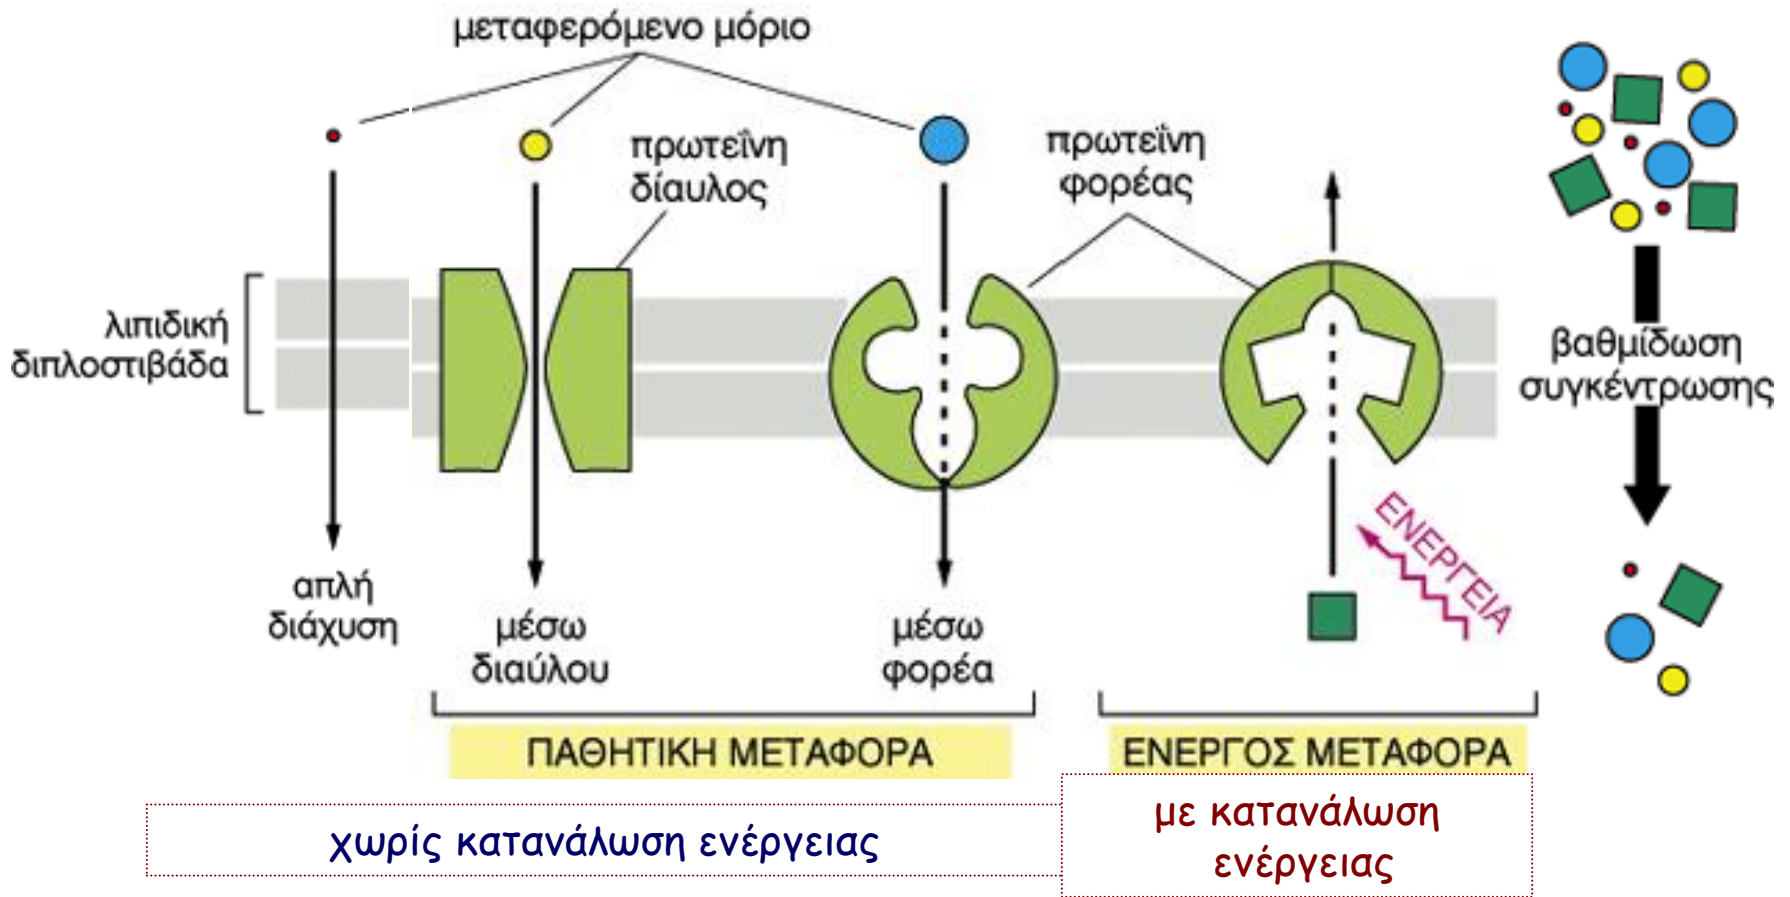 μεταφερόμενο μόριο
πρωτεΐνη
δίαυλος
πρωτεΐνη
φορέας
λιπιδική
διπλοστιβάδα
βαθμίδωση
συγκέντρωσης
ΕΝΕΡΓΕΙΑ
απλή
διάχυση
μέσω
διαύλου
μέσω
φορέα
ΠΑΘΗΤΙΚΗ ΜΕΤΑΦΟΡΑ
ΕΝΕΡΓΟΣ ΜΕΤΑΦΟΡΑ
χωρίς κατανάλωση ενέργειας
με κατανάλωση
ενέργειας